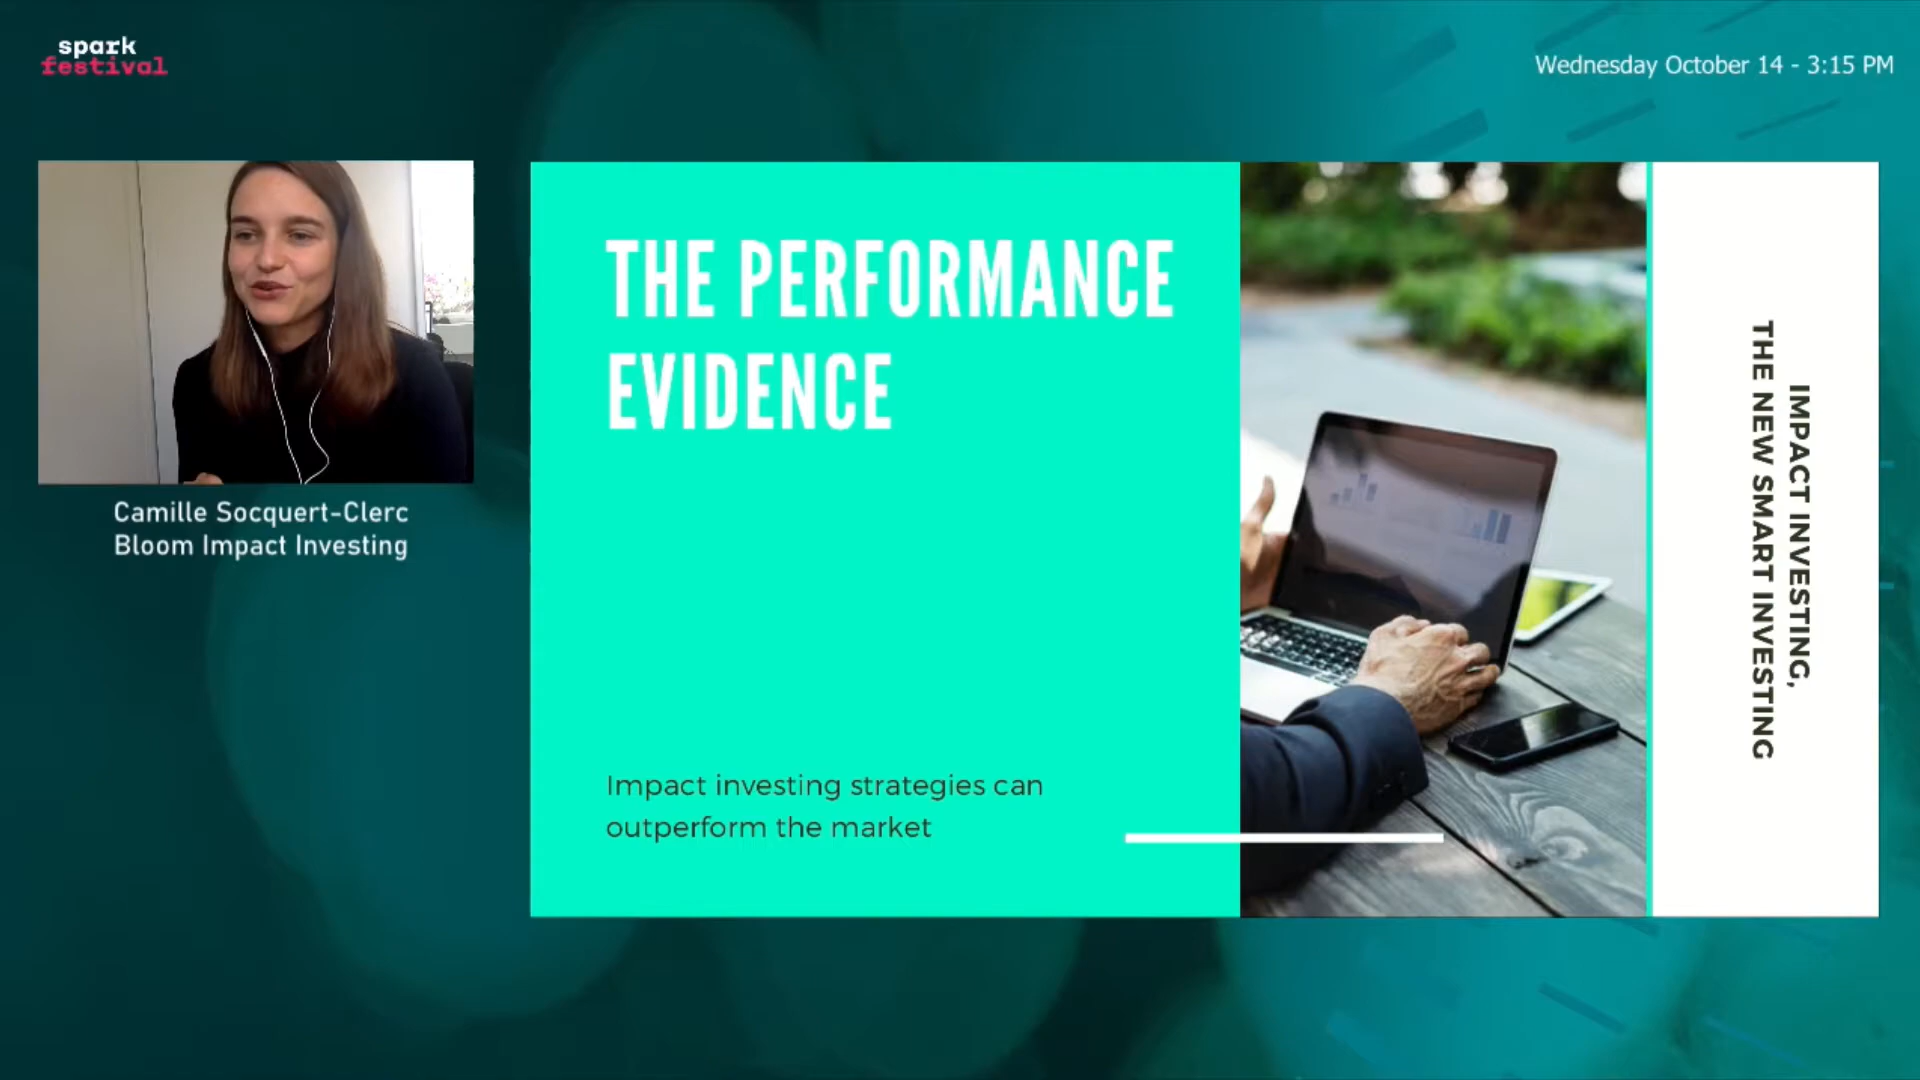 spark
festival
Wednesday October 14 - 3:15 PM
Camille Socquert-Clerc
Bloom Impact Investing
THE PERFORMANCE
EVIDENCE
Impact investing strategies can
outperform the market
IMPACT INVESTING,
THE NEW SMART INVESTING